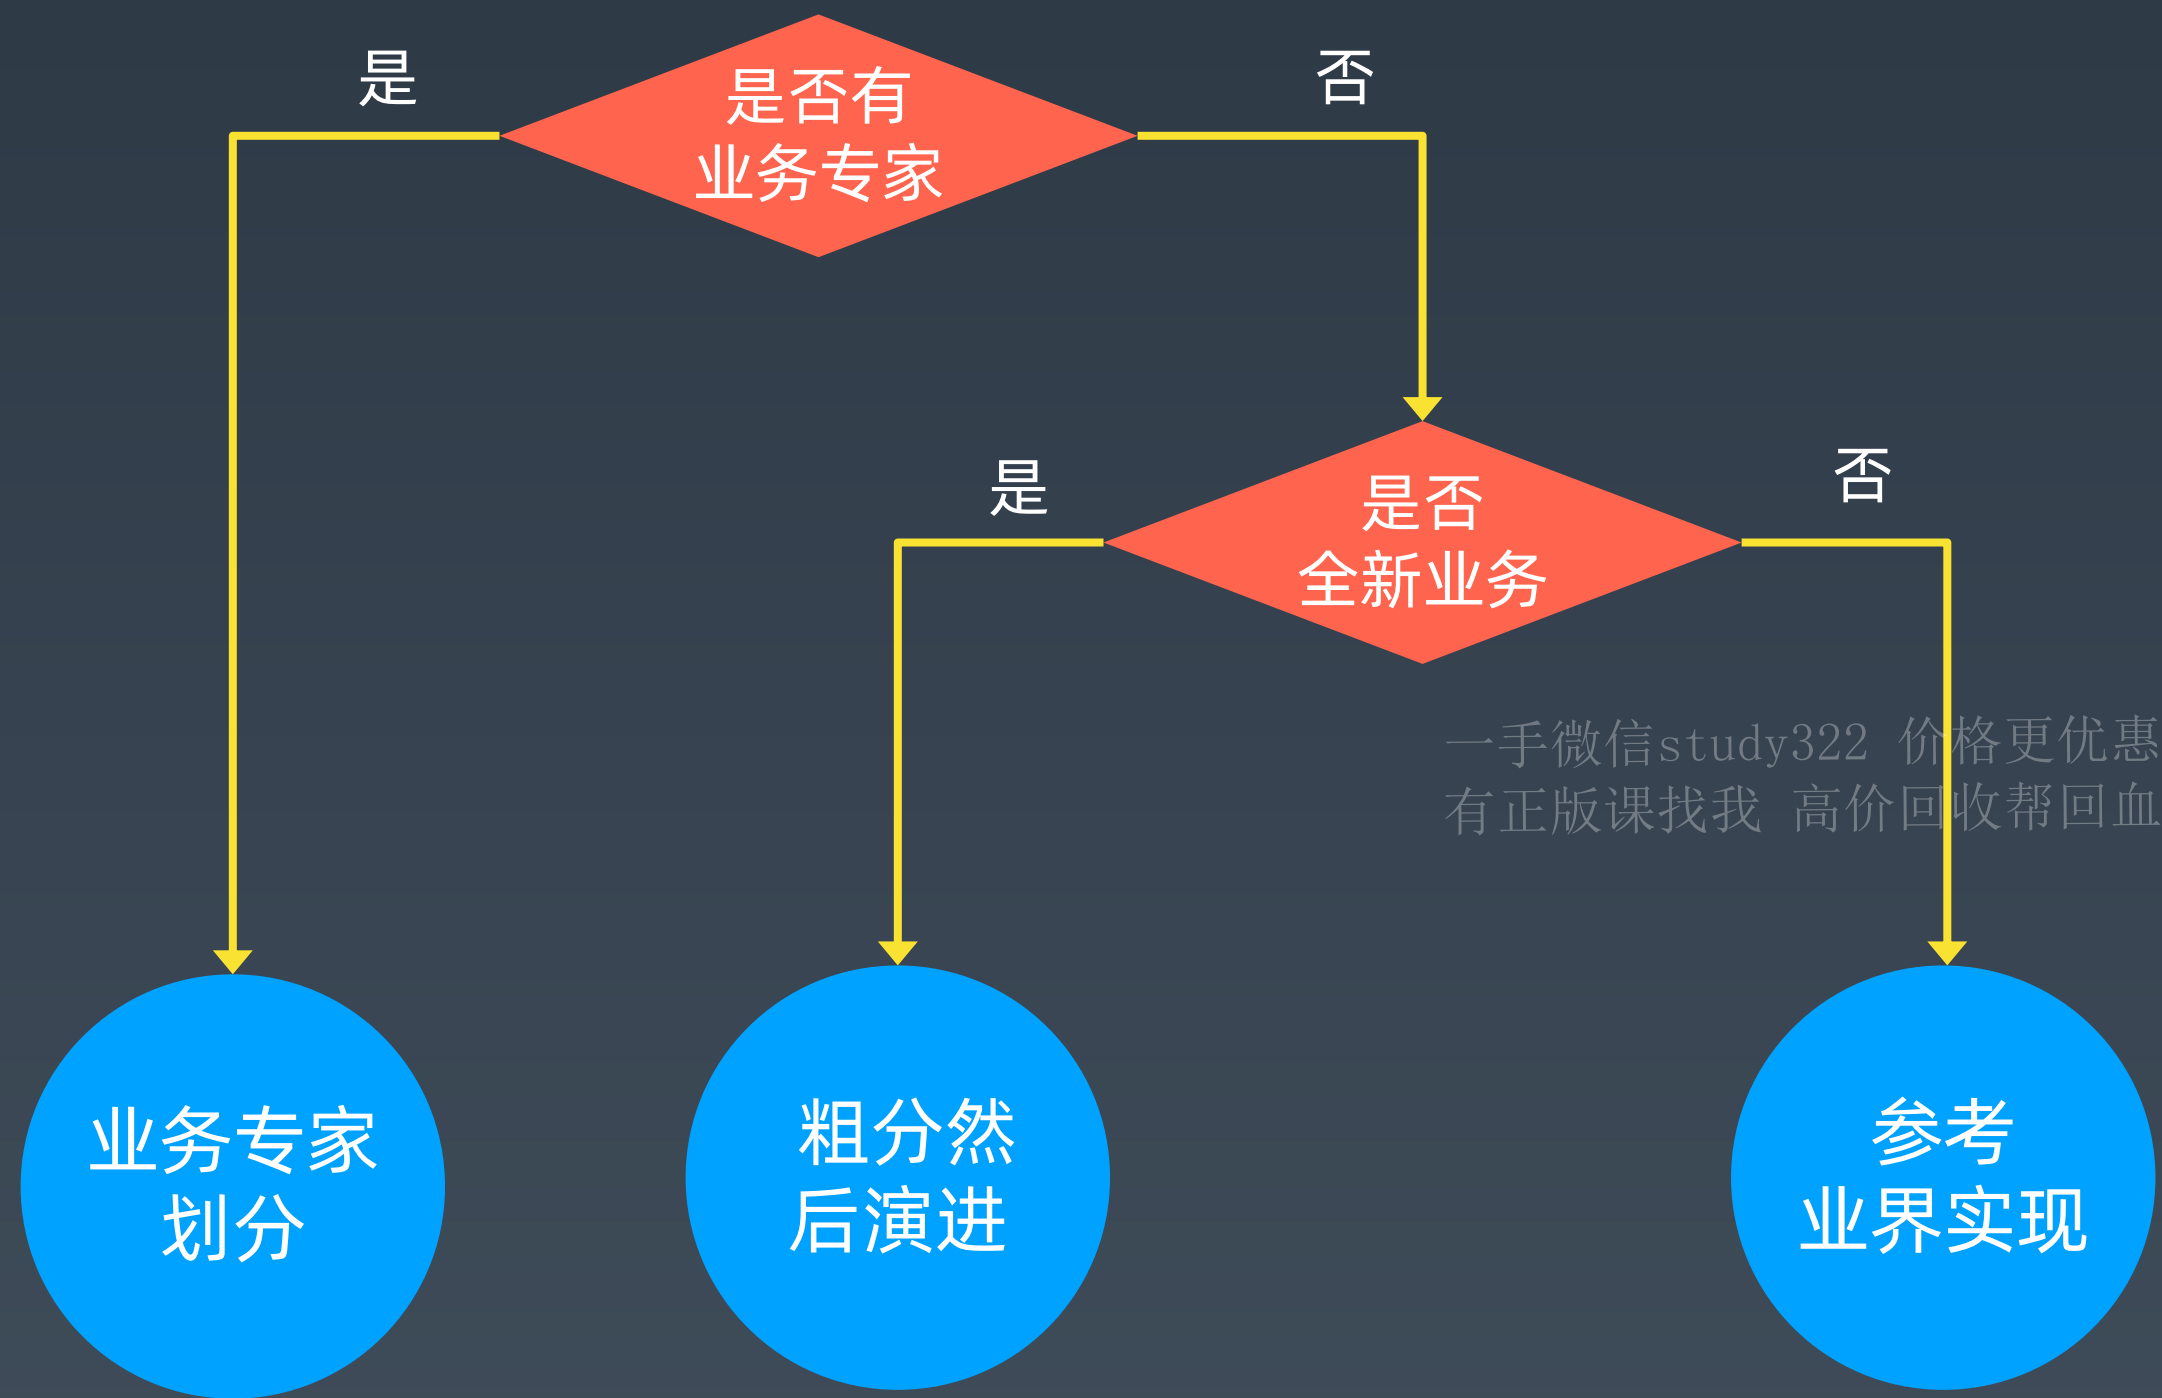 是
是否有
业务专家
否
是
是否
全新业务
否
一手微信study322 价格更优惠
有正版课找我 高价回收帮回血
业务专家
划分
粗分然
后演进
参考
业界实现